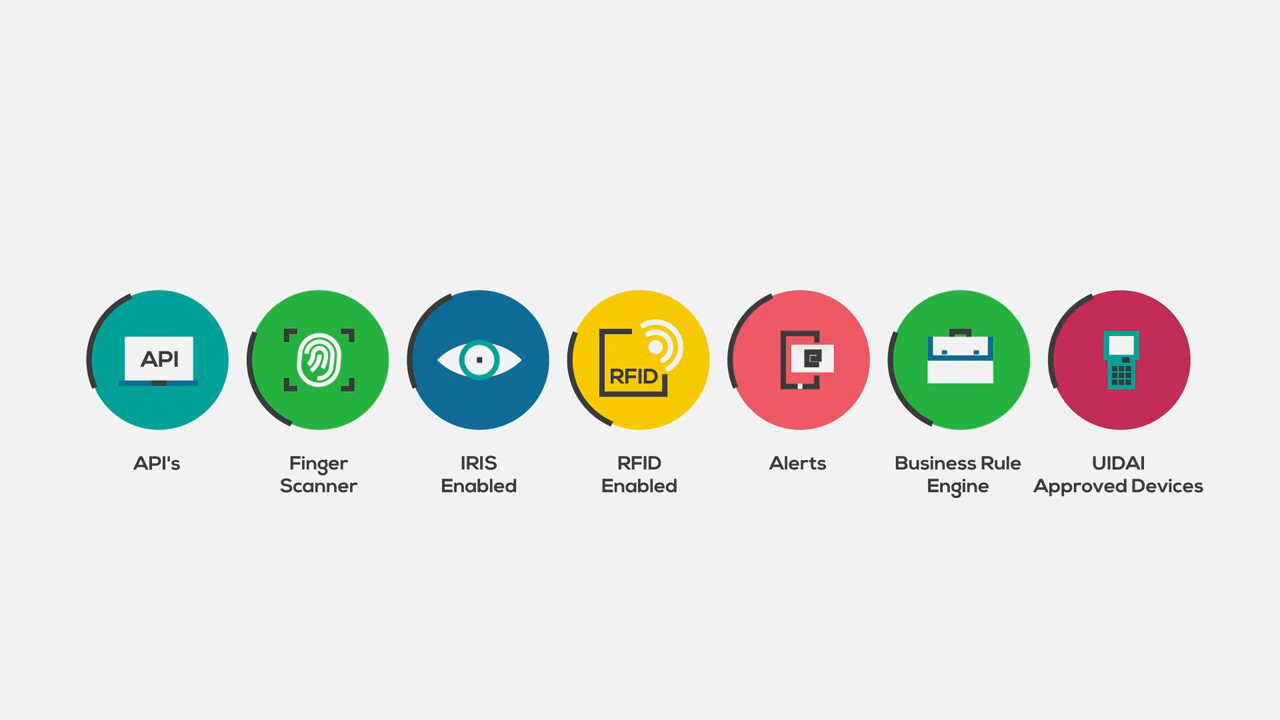 API
RFID
API's
Finger
Scanner
IRIS
Enabled
RFID
Enabled
Alerts
Business Rule
Engine
UIDAI
Approved Devices